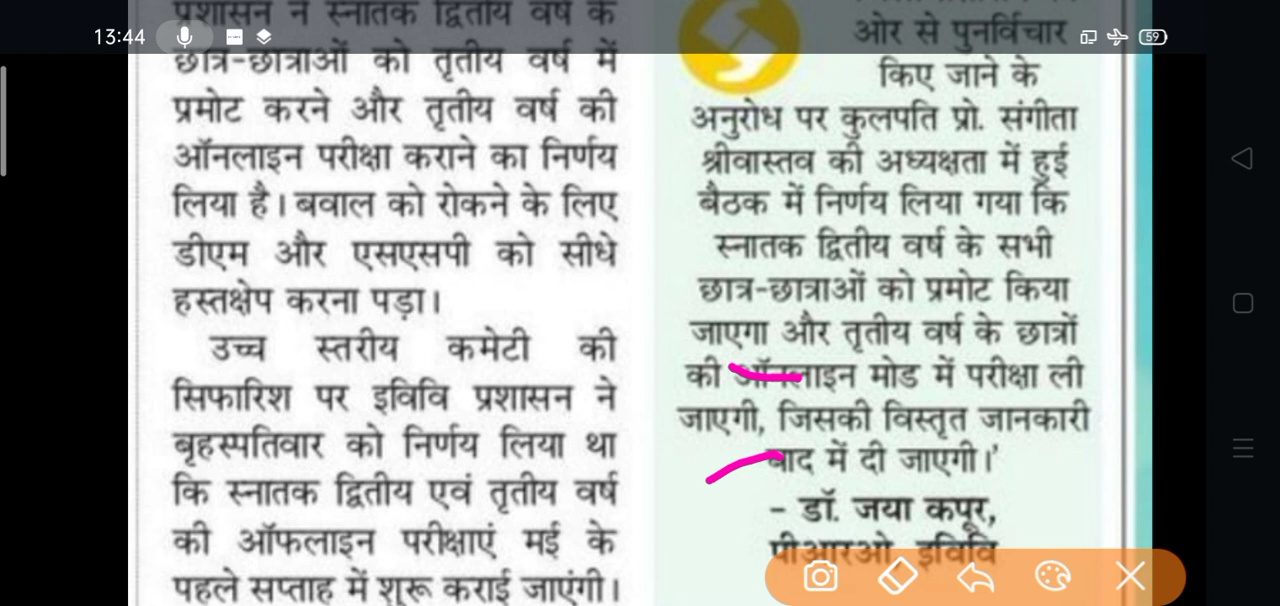 13:44
59
प्रशासन ने स्नातक द्वितीय वर्ष के
छात्र-छात्राओं को तृतीय वर्ष में
प्रमोट करने और तृतीय वर्ष की
ऑनलाइन परीक्षा कराने का निर्णय
लिया है। बवाल को रोकने के लिए
डीएम और एसएसपी को सीधे
हस्तक्षेप करना पड़ा।
उच्च स्तरीय कमेटी की
सिफारिश पर इविवि प्रशासन ने
बृहस्पतिवार को निर्णय लिया था
कि स्नातक द्वितीय एवं तृतीय वर्ष
की ऑफलाइन परीक्षाएं मई के
पहले सप्ताह में शुरू कराई जाएंगी।
ओर से पुनर्विचार
किए जाने के
अनुरोध पर कुलपति प्रो. संगीता
श्रीवास्तव की अध्यक्षता में हुई
बैठक में निर्णय लिया गया कि
स्नातक द्वितीय वर्ष के सभी
छात्र-छात्राओं को प्रमोट किया
जाएगा और तृतीय वर्ष के छात्रों
की ऑनलाइन मोड में परीक्षा ली
जाएगी, जिसकी विस्तृत जानकारी
बाद में दी जाएगी।'
- डॉ. जया कपूर,
पीआरओ, इविवि